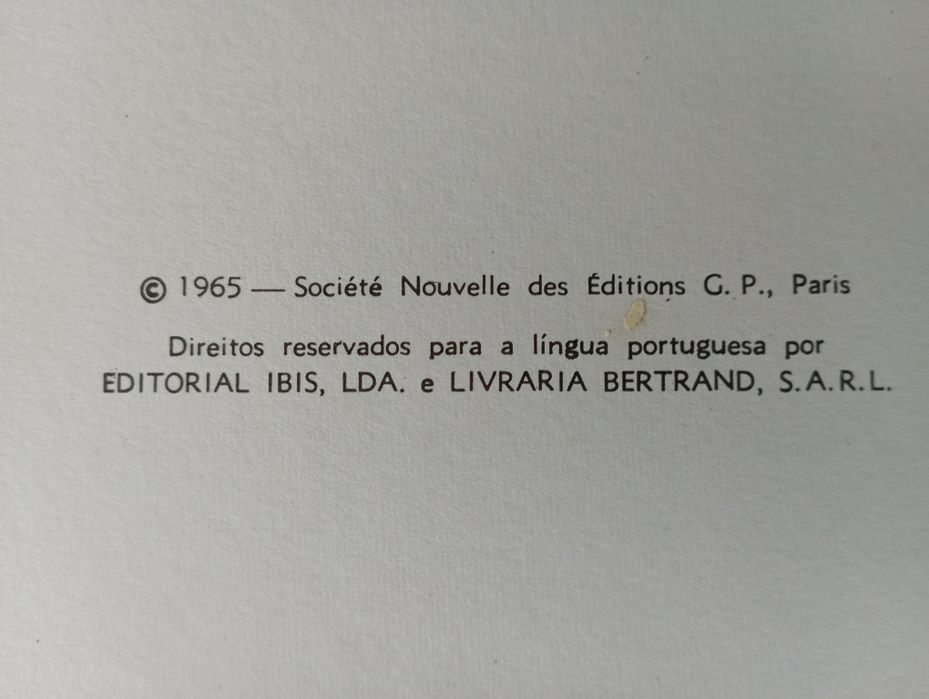 © 1965 — Société Nouvelle des Éditions G. P., Paris
Direitos reservados para a língua portuguesa por
EDITORIAL IBIS, LDA. e LIVRARIA BERTRAND, S.A.R.L.